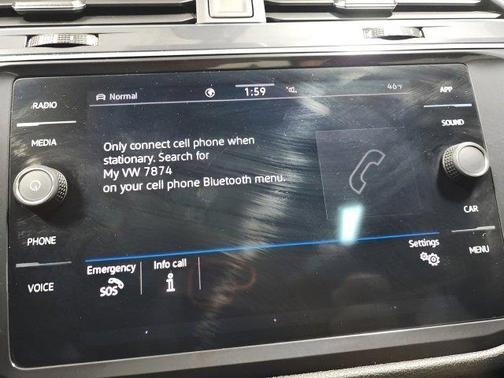 RADIO
MEDIA
PHONE
VOICE
Normal
1:59
46°F
Only connect cell phone when
stationary. Search for
My VW 7874
on your cell phone Bluetooth menu.
Emergency
SOS
Info call
i
Settings
APP
SOUND
CAR
MENU